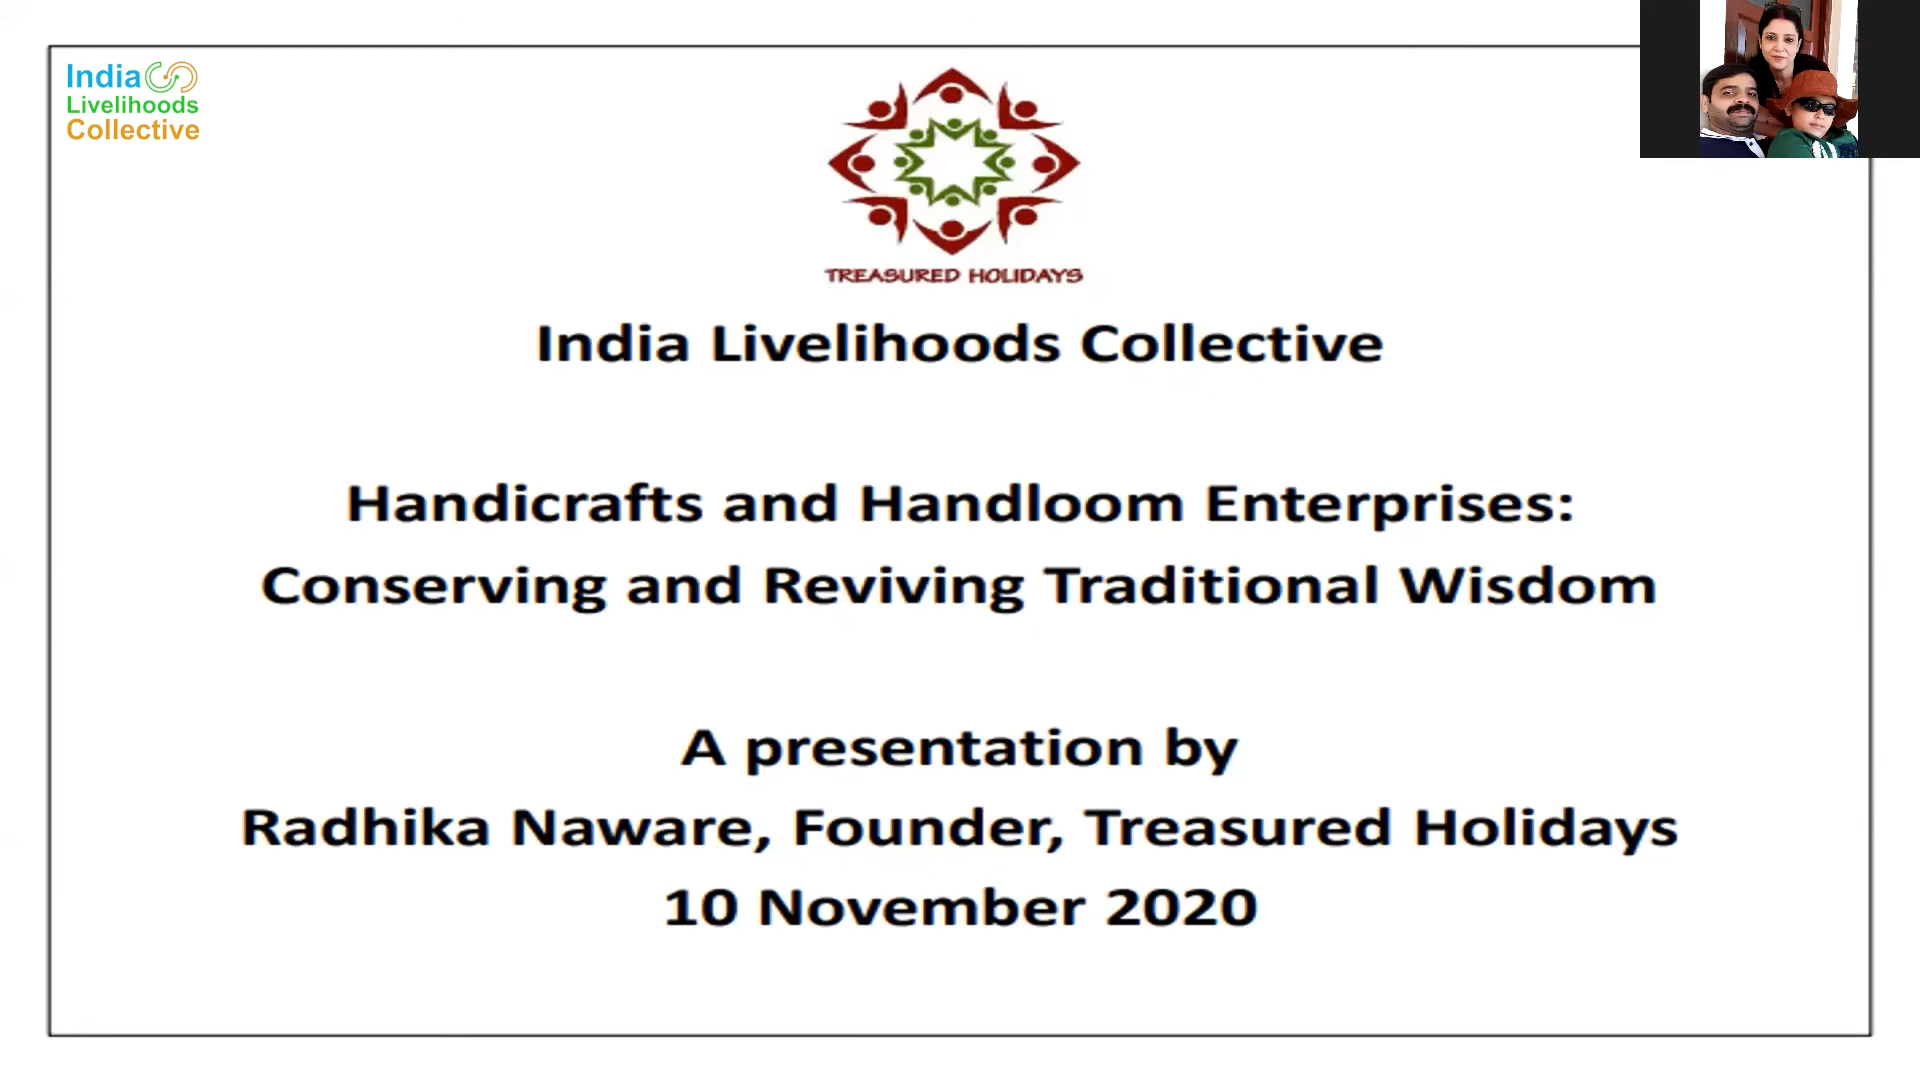 India
Livelihoods
Collective
TREASURED HOLIDAYS
India Livelihoods Collective
Handicrafts and Handloom Enterprises:
Conserving and Reviving Traditional Wisdom
A presentation by
Radhika Naware, Founder, Treasured Holidays
10 November 2020